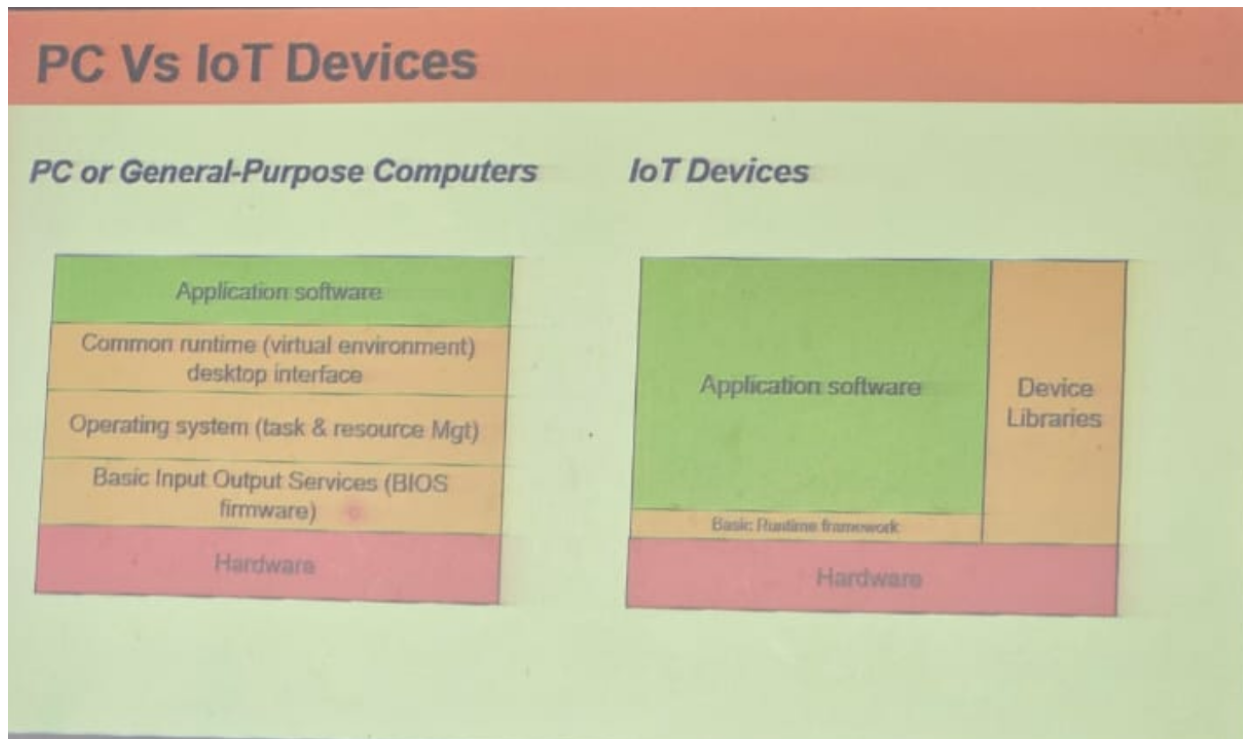 PC Vs IoT Devices
PC or General-Purpose Computers
Application software
Common runtime (virtual environment)
desktop interface
Operating system (task & resource Mgt)
Basic Input Output Services (BIOS
firmware)
Hardware
IoT Devices
Application software
Device
Libraries
Basic Runtime framework
Hardware